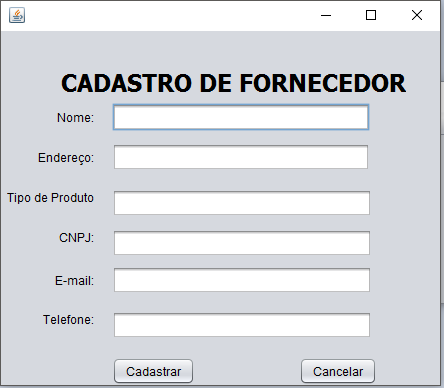 CADASTRO DE FORNECEDOR
Nome:
Endereço:
Tipo de Produto
CNPJ:
E-mail:
Telefone:
Cadastrar Cancelar